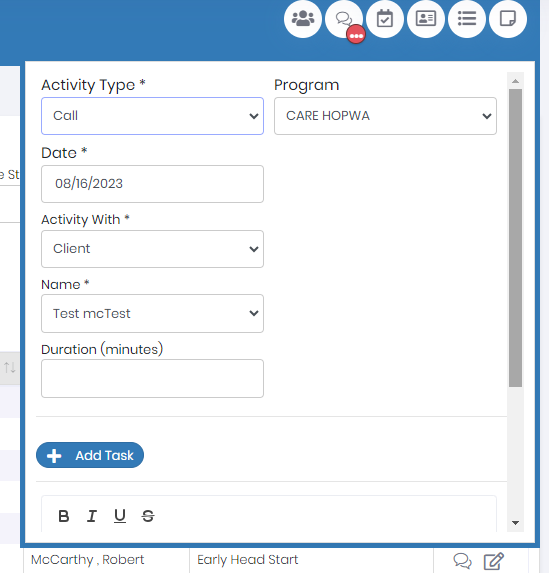 Activity Type * Program
Call CARE HOPWA
Date *
e St
08/16/2023
Activity With *
Client
Name *
Test mcTest
Duration (minutes)
Add Task
B I U S
McCarthy , Robert Early Head Start